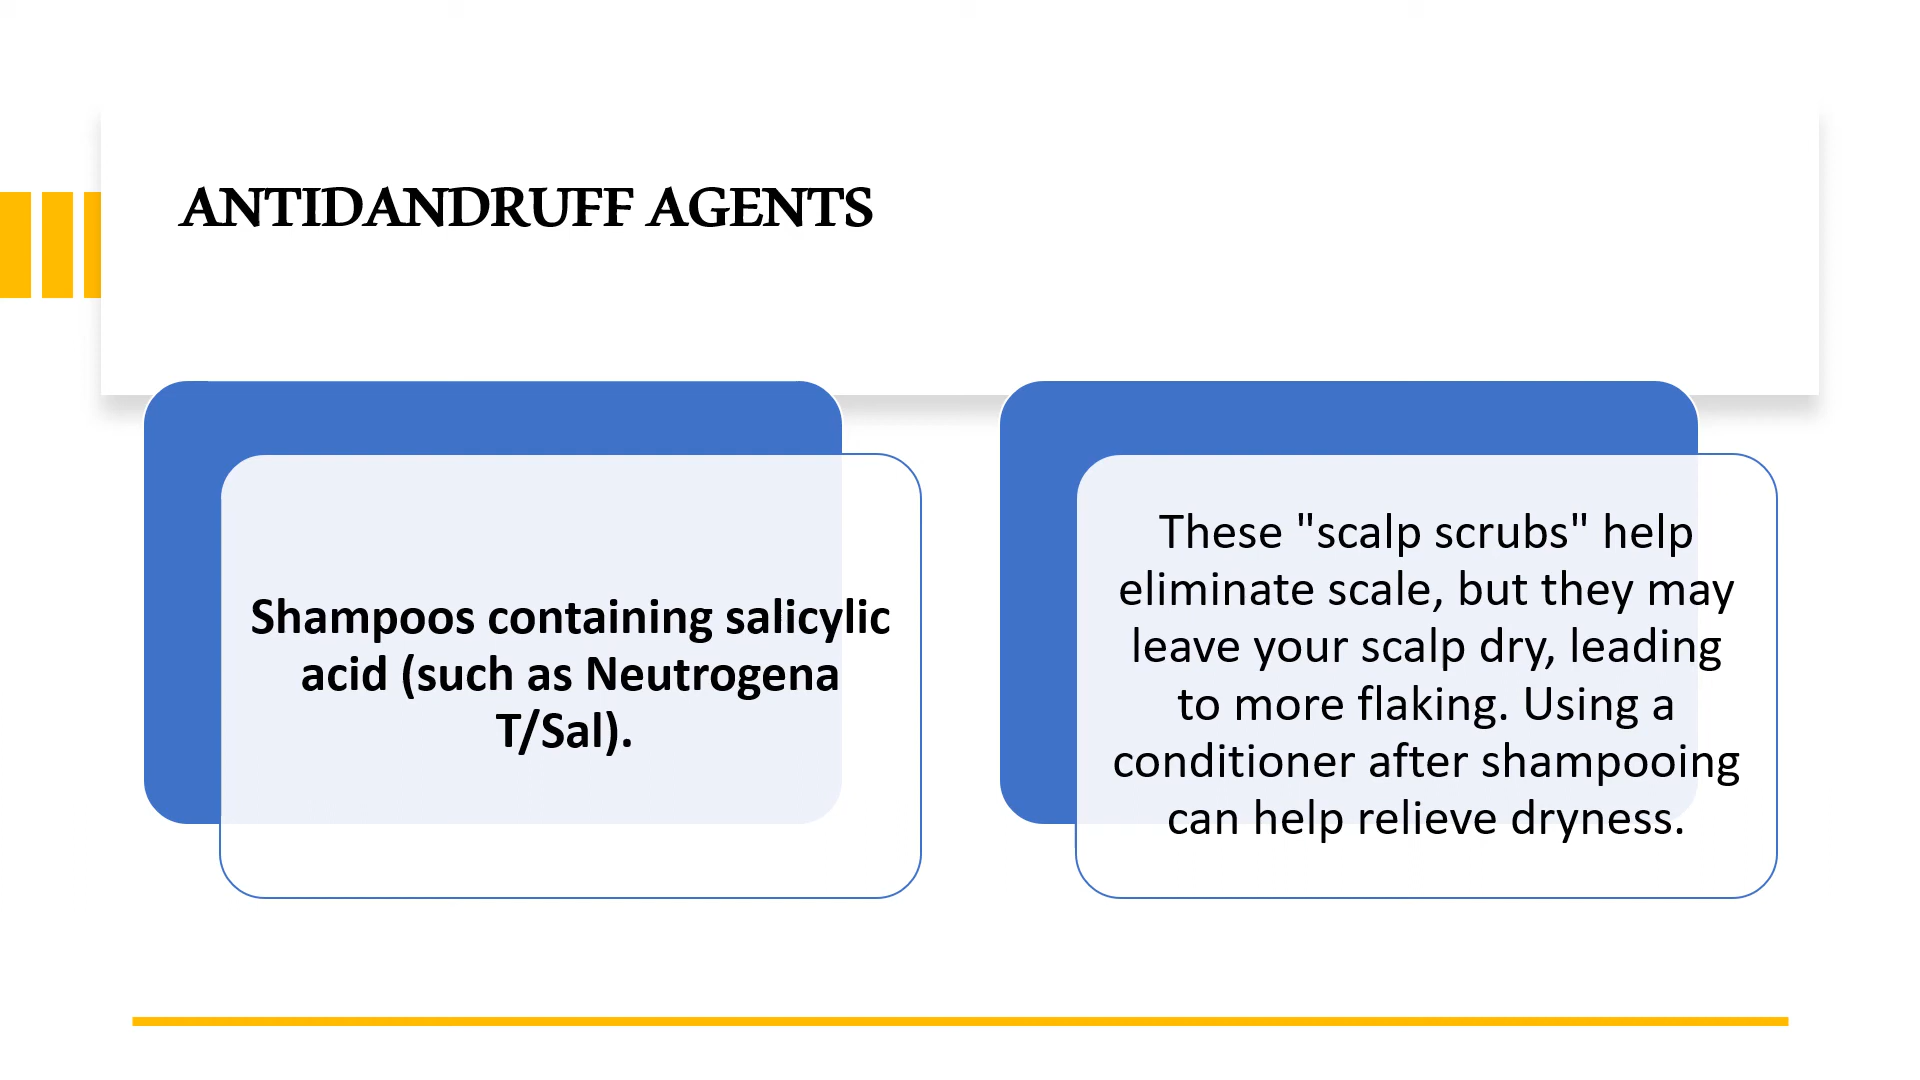 ANTIDANDRUFF AGENTS
Shampoos containing salicylic
acid (such as Neutrogena
T/Sal).
These "scalp scrubs" help
eliminate scale, but they may
leave your scalp dry, leading
to more flaking. Using a
conditioner after shampooing
can help relieve dryness.